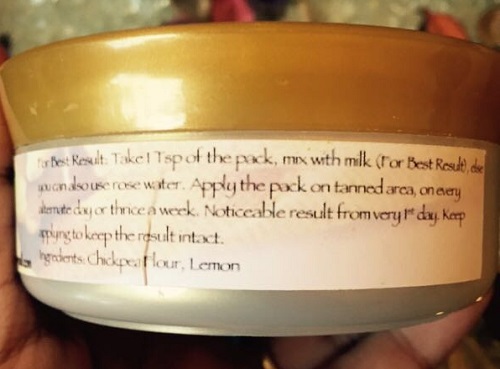 For Best Result: Take 1 Tsp of the pack, mix with milk (For Best Result), else
you can also use rose water. Apply the pack on tanned area, on every
alternate day or thrice a week. Noticeable result from very 1st day. Keep
applying to keep the result intact.
Ingredients: Chickpea Flour, Lemon